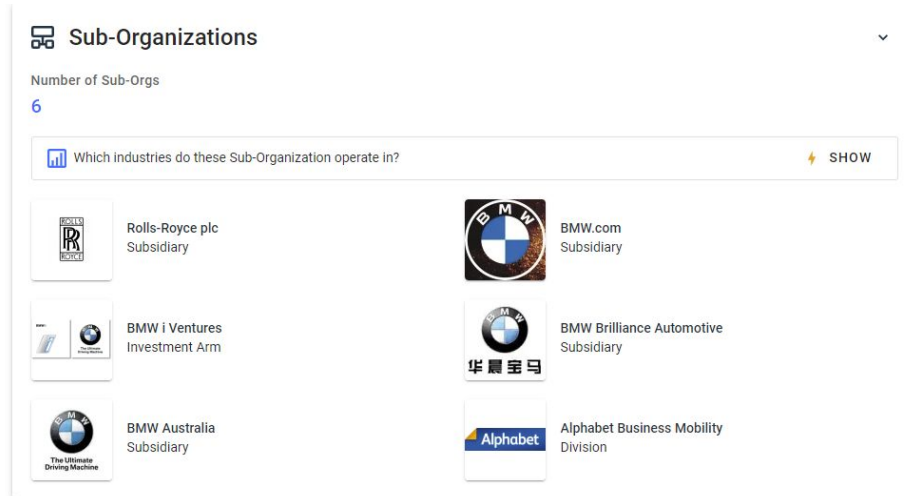 Sub-Organizations
Number of Sub-Orgs
6
Which industries do these Sub-Organization operate in?
SHOW
ROLLS
RR
ROYCE
Rolls-Royce plc
Subsidiary
BMW
BMW.com
Subsidiary
BMW i Ventures
Investment Arm
BMW
华晨宝马
BMW Brilliance Automotive
Subsidiary
BMW
The Ultimate
Driving Machine
BMW Australia
Subsidiary
Alphabet
Alphabet Business Mobility
Division